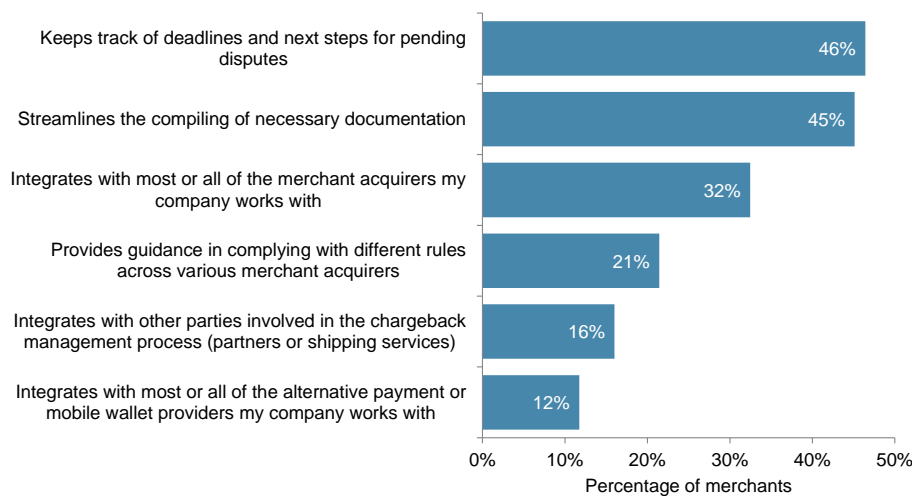 Keeps track of deadlines and next steps for pending
disputes
46%
Streamlines the compiling of necessary documentation
45%
Integrates with most or all of the merchant acquirers my
company works with
32%
Provides guidance in complying with different rules
across various merchant acquirers
21%
Integrates with other parties involved in the chargeback
management process (partners or shipping services)
16%
Integrates with most or all of the alternative payment or
mobile wallet providers my company works with
12%
0% 10% 20% 30% 40% 50%
Percentage of merchants